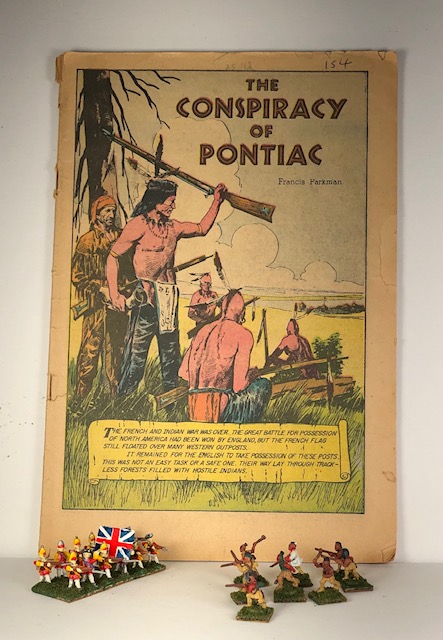 154
THE
CONSPIRACY
OF
PONTIAC
Francis Parkman
THE FRENCH AND INDIAN WAR WAS OVER. THE GREAT BATTLE FOR POSSESSION
OF NORTH AMERICA HAD BEEN WON BY ENGLAND, BUT THE FRENCH FLAG
STILL FLOATED OVER MANY WESTERN OUTPOSTS.
IT REMAINED FOR THE ENGLISH TO TAKE POSSESSION OF THESE POSTS.
THIS WAS NOT AN EASY TASK OR A SAFE ONE. THEIR WAY LAY THROUGH TRACK-
LESS FORESTS FILLED WITH HOSTILE INDIANS.